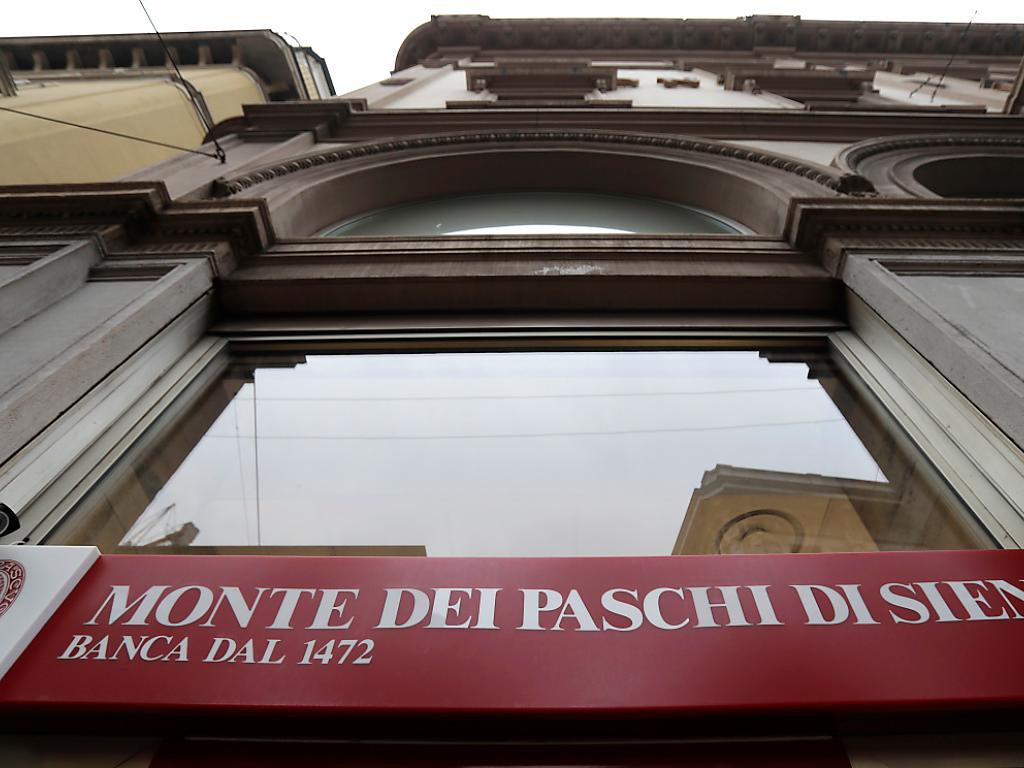 MONTE DEI PASCHI DI SIEN
BANCA DAL 1472